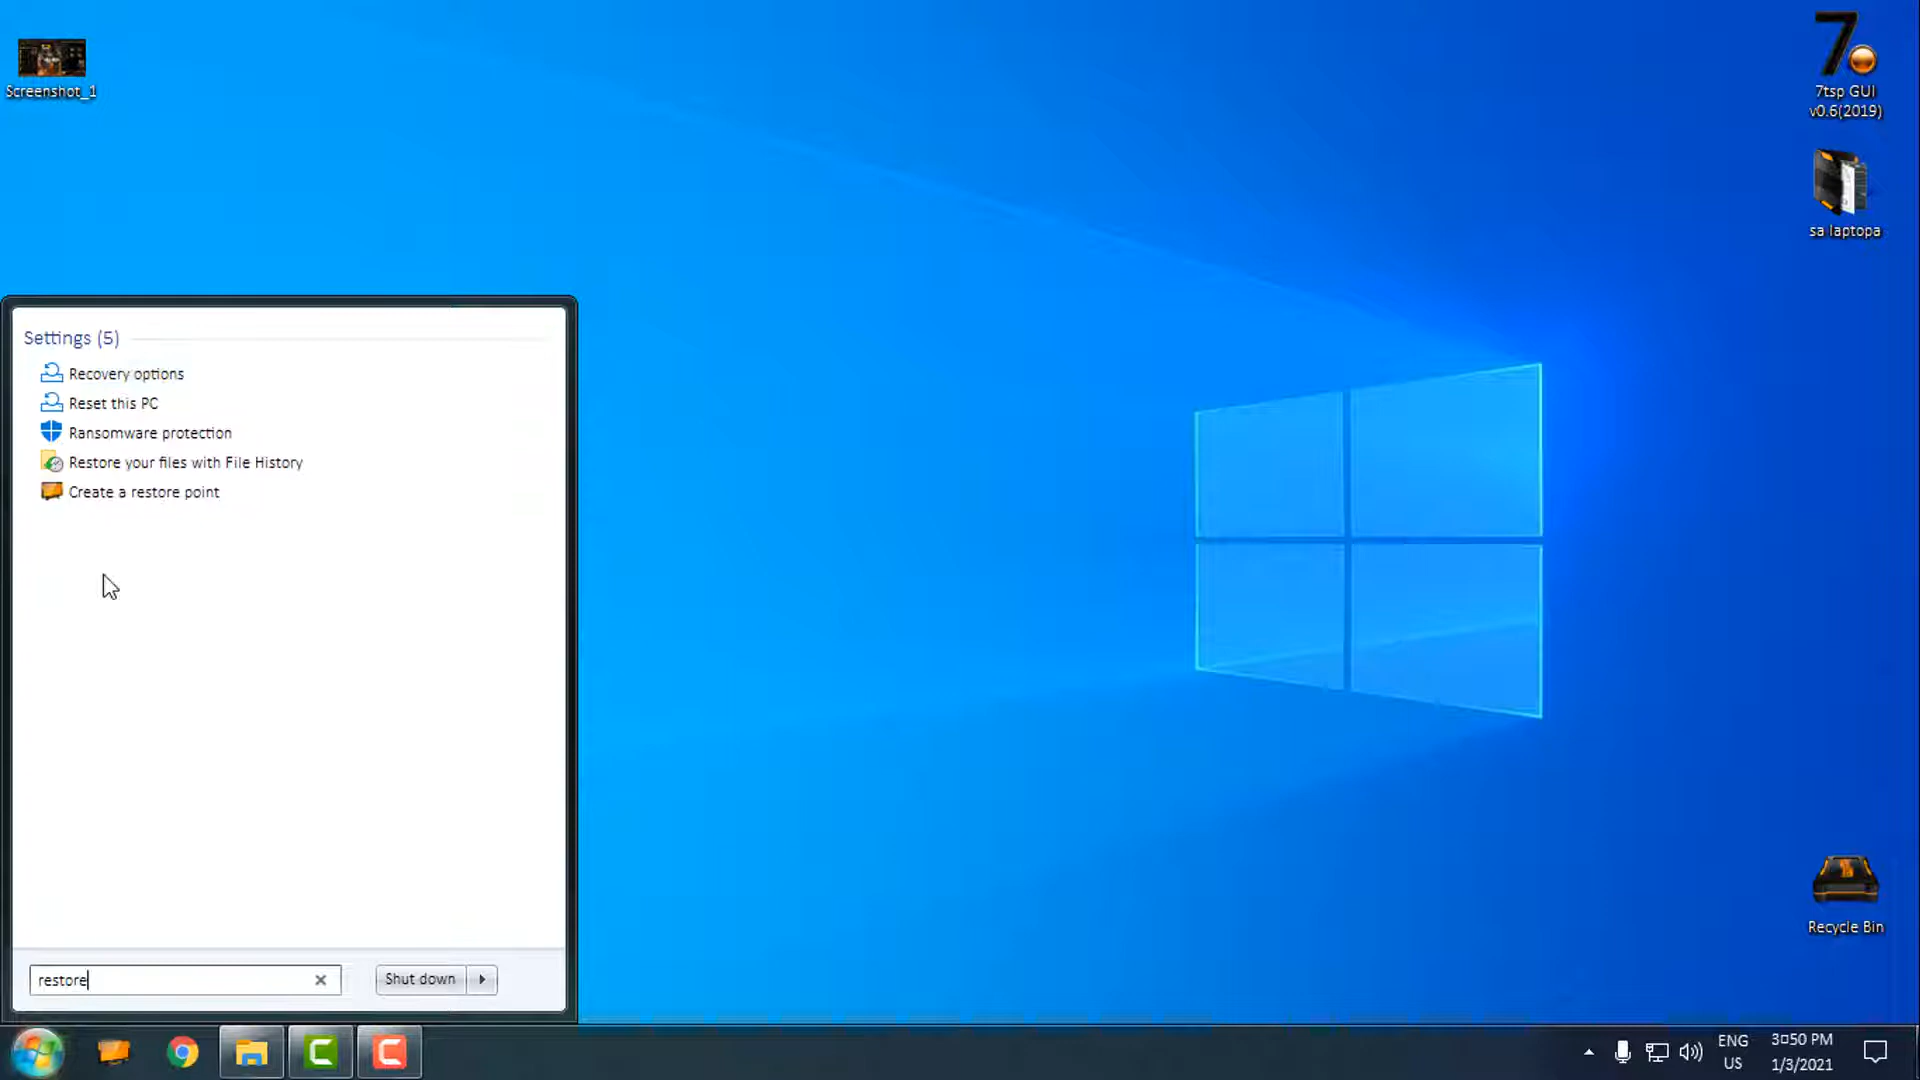 Screenshot_1
7tsp GUI
v0.6(2019)
sa laptopa
Settings (5)
Recovery options
Reset this PC
Ransomware protection
Restore your files with File History
Create a restore point
Recycle Bin
restore
Shut down
ENG
US
3¤50 PM
1/3/2021